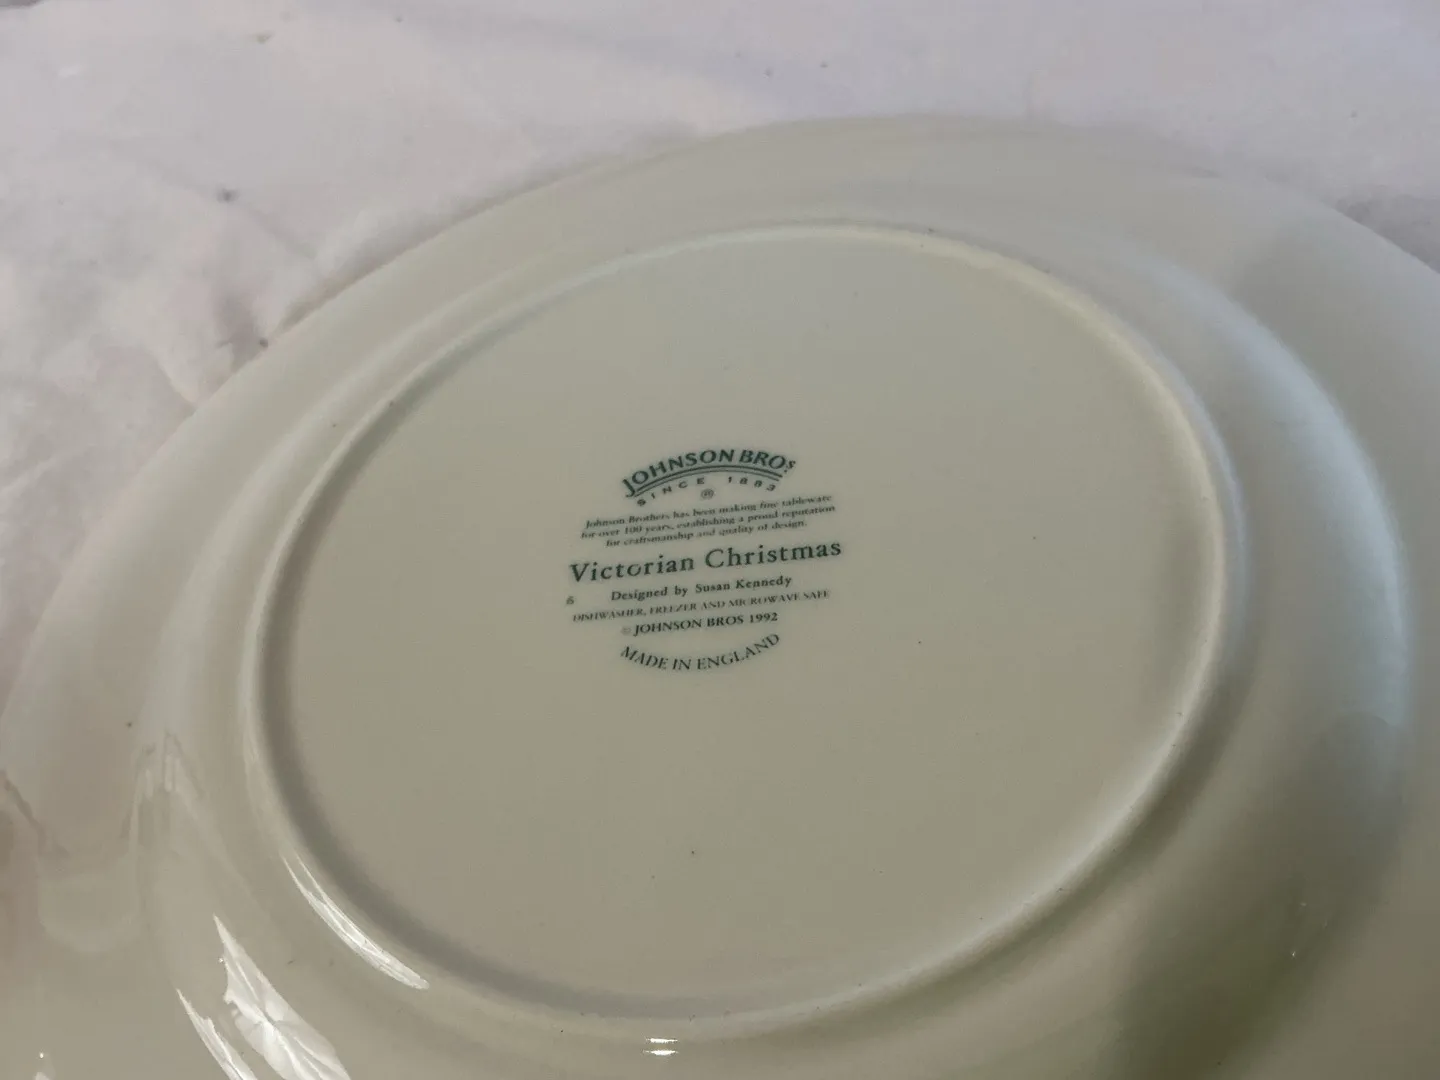 JOHNSON BROS
SINCE 1883
®
Johnson Brothers has been making fine tableware
for over 100 years, establishing a proud reputation
for craftsmanship and quality of design.
Victorian Christmas
Designed by Susan Kennedy
6
DISHWASHER, FREEZER AND MICROWAVE SAFE
© JOHNSON BROS 1992
MADE IN ENGLAND